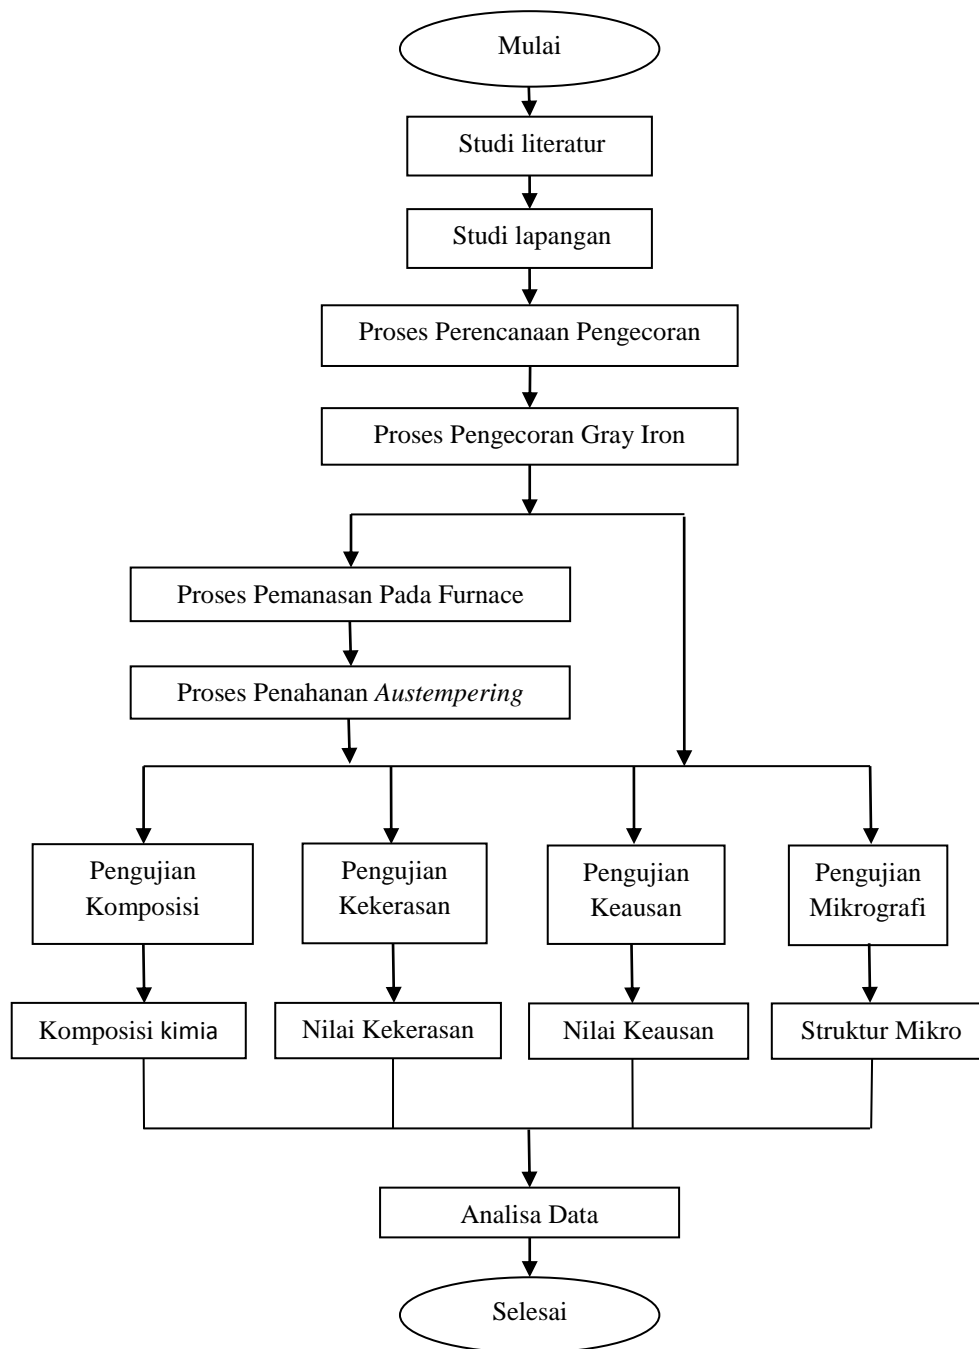 Mulai
Studi literatur
Studi lapangan
Proses Perencanaan Pengecoran
Proses Pengecoran Gray Iron
Proses Pemanasan Pada Furnace
Proses Penahanan Austempering
Pengujian
Komposisi
Pengujian
Kekerasan
Pengujian
Keausan
Pengujian
Mikrografi
Komposisi kimia
Nilai Kekerasan
Nilai Keausan
Struktur Mikro
Analisa Data
Selesai